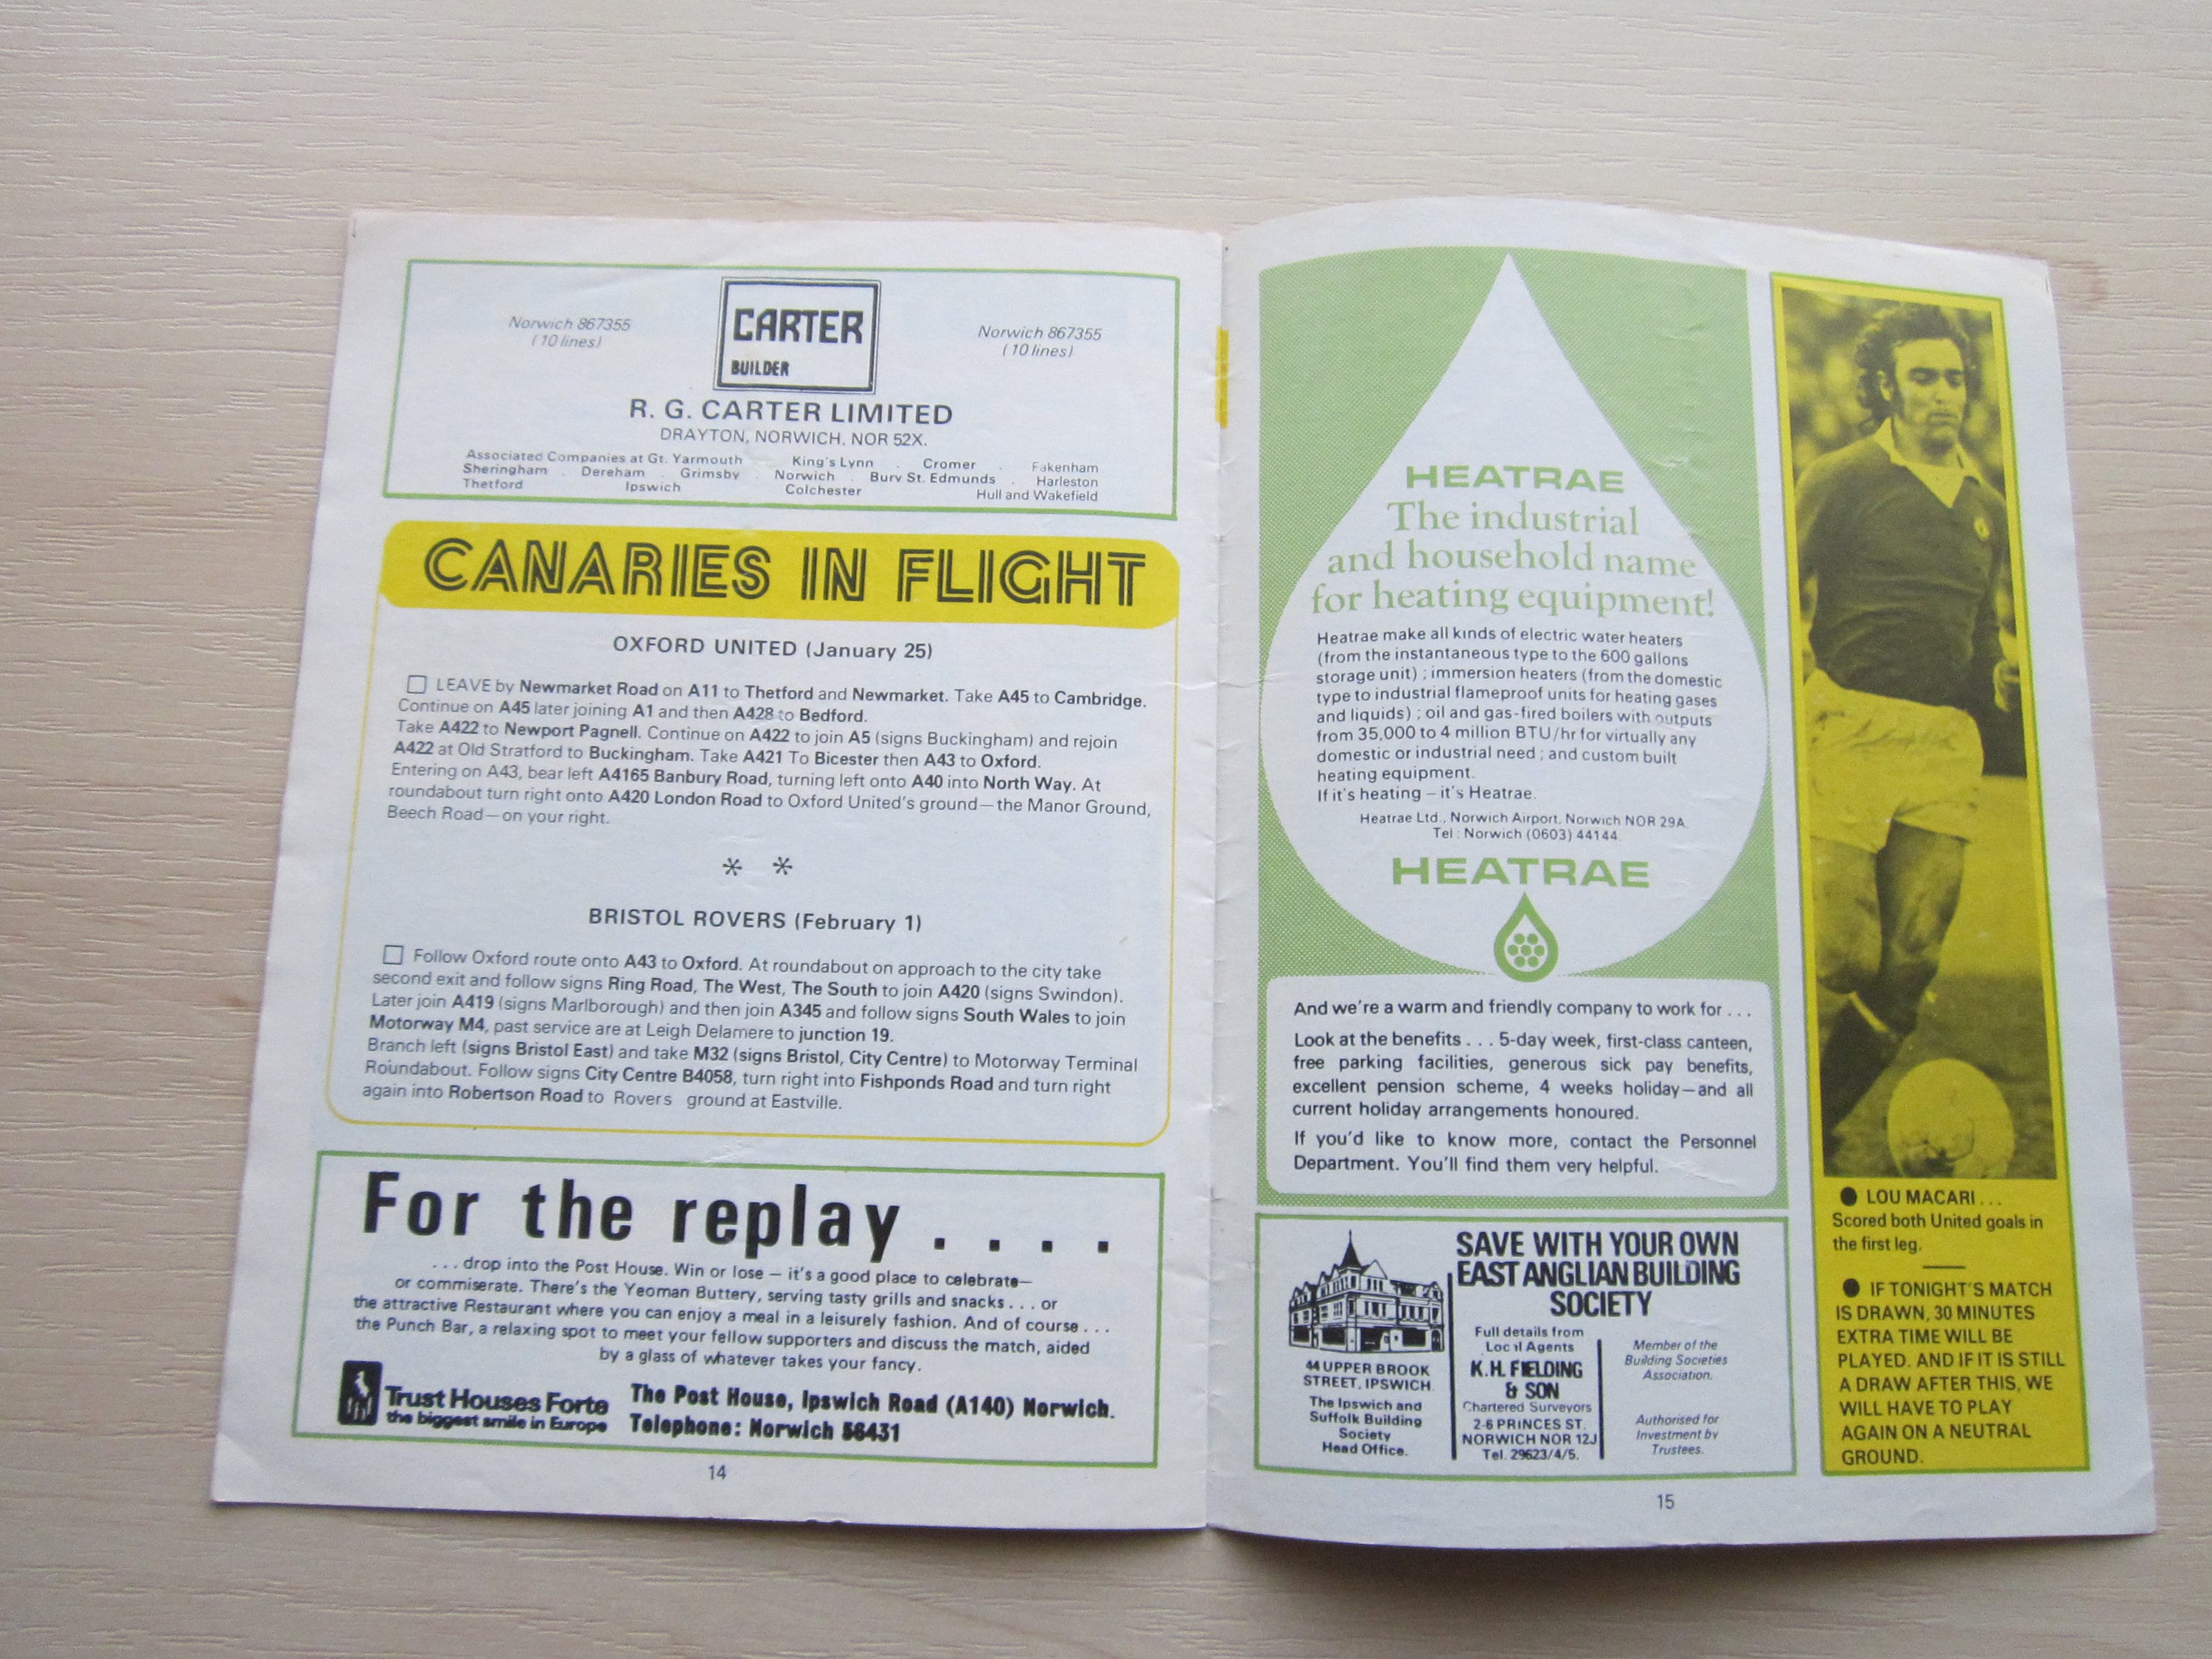 Norwich 867355
(10 lines)
CARTER
BUILDER
Norwich 867355
(10 lines)
R. G. CARTER LIMITED
DRAYTON, NORWICH, NOR 52X.
Associated Companies at Gt. Yarmouth . King's Lynn . Cromer . Fakenham
Sheringham . Dereham . Grimsby . Norwich . Bury St. Edmunds . Harleston
Thetford Ipswich Colchester Hull and Wakefield
CANARIES IN FLIGHT
OXFORD UNITED (January 25)
LEAVE by Newmarket Road on A11 to Thetford and Newmarket. Take A45 to Cambridge.
Continue on A45 later joining A1 and then A428 to Bedford.
Take A422 to Newport Pagnell. Continue on A422 to join A5 (signs Buckingham) and rejoin
A422 at Old Stratford to Buckingham. Take A421 To Bicester then A43 to Oxford.
Entering on A43, bear left A4165 Banbury Road, turning left onto A40 into North Way. At
roundabout turn right onto A420 London Road to Oxford United's ground—the Manor Ground,
Beech Road—on your right.
* *
BRISTOL ROVERS (February 1)
Follow Oxford route onto A43 to Oxford. At roundabout on approach to the city take
second exit and follow signs Ring Road, The West, The South to join A420 (signs Swindon).
Later join A419 (signs Marlborough) and then join A345 and follow signs South Wales to join
Motorway M4, past service are at Leigh Delamere to junction 19.
Branch left (signs Bristol East) and take M32 (signs Bristol, City Centre) to Motorway Terminal
Roundabout. Follow signs City Centre B4058, turn right into Fishponds Road and turn right
again into Robertson Road to Rovers ground at Eastville.
For the replay . . . .
. . . drop into the Post House. Win or lose — it's a good place to celebrate—
or commiserate. There's the Yeoman Buttery, serving tasty grills and snacks . . . or
the attractive Restaurant where you can enjoy a meal in a leisurely fashion. And of course . . .
the Punch Bar, a relaxing spot to meet your fellow supporters and discuss the match, aided
by a glass of whatever takes your fancy.
Trust Houses Forte
the biggest smile in Europe
The Post House, Ipswich Road (A140) Norwich.
Telephone: Norwich 56431
14
HEATRAE
The industrial
and household name
for heating equipment!
Heatrae make all kinds of electric water heaters
(from the instantaneous type to the 600 gallons
storage unit) ; immersion heaters (from the domestic
type to industrial flameproof units for heating gases
and liquids) ; oil and gas-fired boilers with outputs
from 35,000 to 4 million BTU/hr for virtually any
domestic or industrial need ; and custom built
heating equipment.
If it's heating — it's Heatrae.
Heatrae Ltd., Norwich Airport, Norwich NOR 29A.
Tel : Norwich (0603) 44144.
HEATRAE
And we're a warm and friendly company to work for . . .
Look at the benefits . . . 5-day week, first-class canteen,
free parking facilities, generous sick pay benefits,
excellent pension scheme, 4 weeks holiday—and all
current holiday arrangements honoured.
If you'd like to know more, contact the Personnel
Department. You'll find them very helpful.
SAVE WITH YOUR OWN
EAST ANGLIAN BUILDING
SOCIETY
44 UPPER BROOK
STREET, IPSWICH
The Ipswich and
Suffolk Building
Society
Head Office.
Full details from
Local Agents
K.H. FIELDING
& SON
Chartered Surveyors
2-6 PRINCES ST.
NORWICH NOR 12J
Tel. 29623/4/5.
Member of the
Building Societies
Association.
Authorised for
Investment by
Trustees.
LOU MACARI . . .
Scored both United goals in
the first leg.
IF TONIGHT'S MATCH
IS DRAWN, 30 MINUTES
EXTRA TIME WILL BE
PLAYED. AND IF IT IS STILL
A DRAW AFTER THIS, WE
WILL HAVE TO PLAY
AGAIN ON A NEUTRAL
GROUND.
15